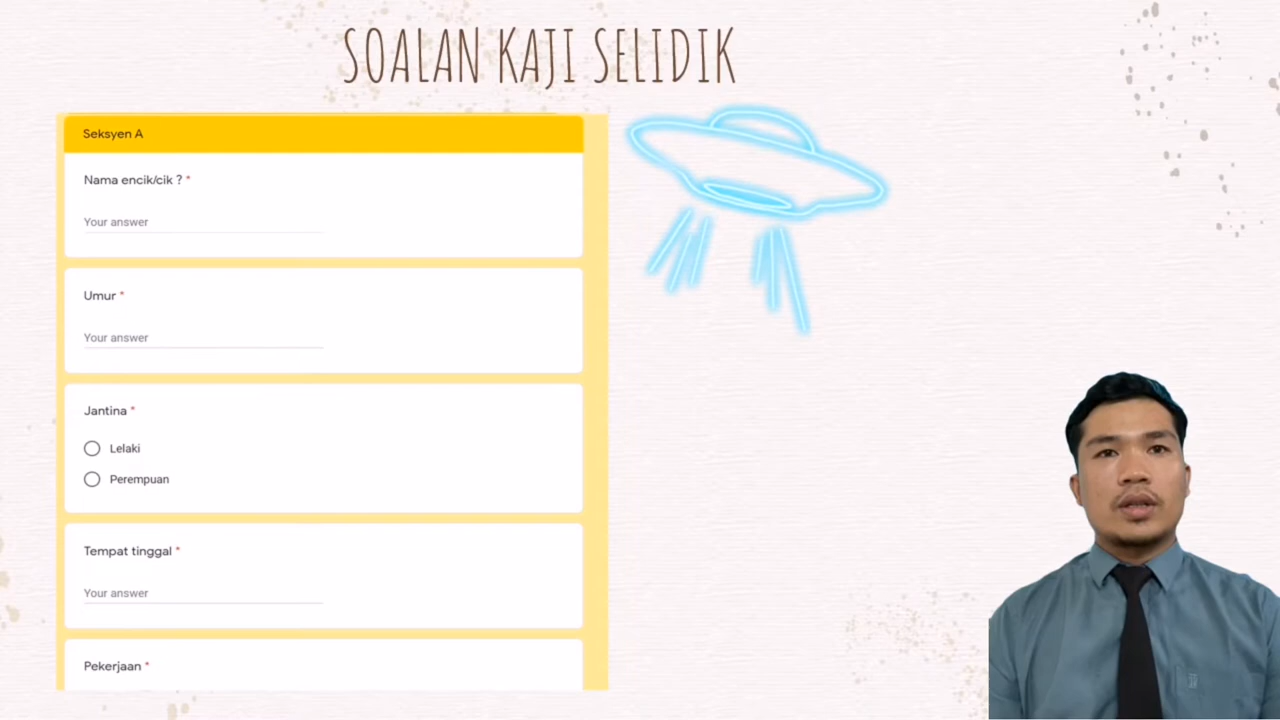 SOALAN KAJI SELIDIK
Seksyen A
Nama encik/cik ? *
Your answer
Umur *
Your answer
Jantina *
Lelaki
Perempuan
Tempat tinggal *
Your answer
Pekerjaan *